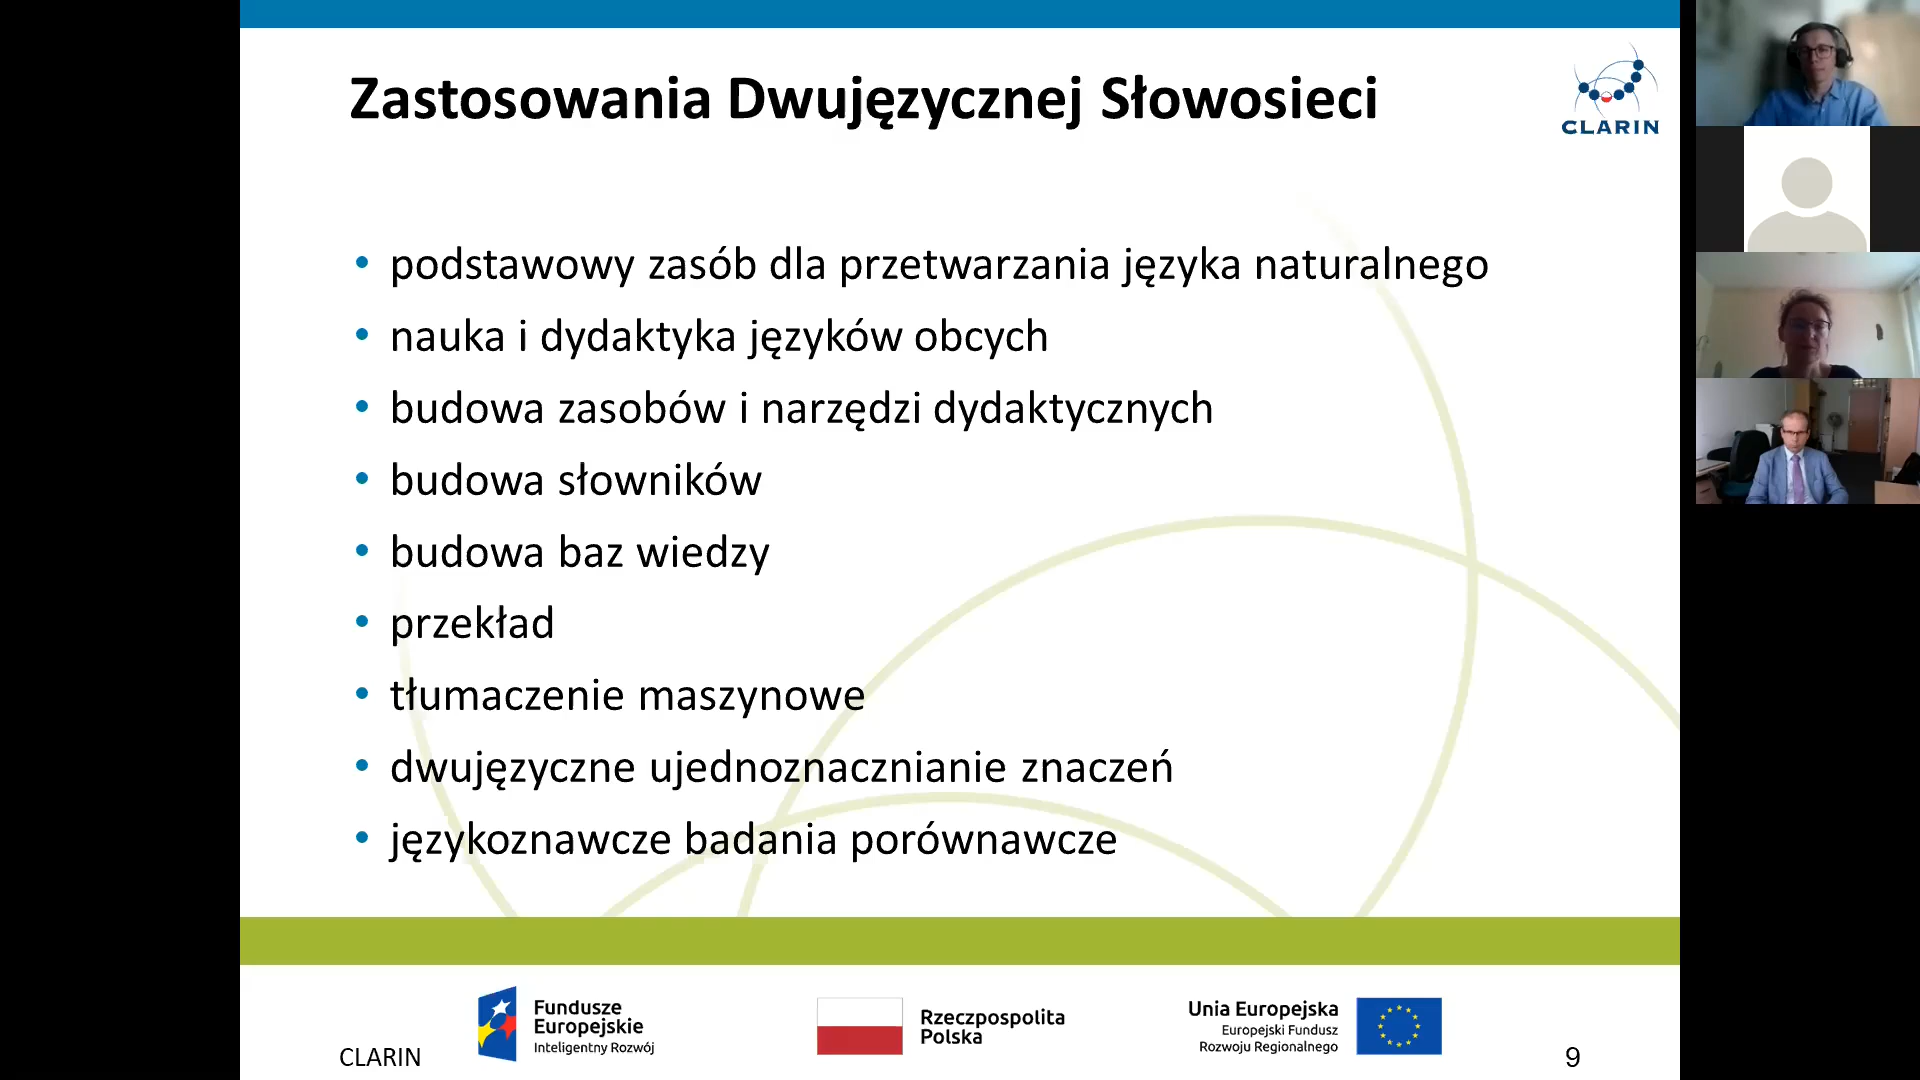 Zastosowania Dwujęzycznej Słowosieci
CLARIN
podstawowy zasób dla przetwarzania języka naturalnego
nauka i dydaktyka języków obcych
budowa zasobów i narzędzi dydaktycznych
budowa słowników
budowa baz wiedzy
przekład
tłumaczenie maszynowe
dwujęzyczne ujednoznacznianie znaczeń
językoznawcze badania porównawcze
CLARIN
Fundusze
Europejskie
Inteligentny Rozwój
Rzeczpospolita
Polska
Unia Europejska
Europejski Fundusz
Rozwoju Regionalnego
9